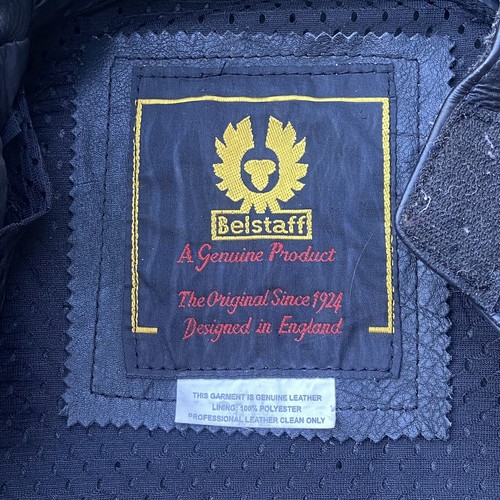 Belstaff
A Genuine Product
The Original Since 1924
Designed in England
THIS GARMENT IS GENUINE LEATHER
LINING: 100% POLYESTER
PROFESSIONAL LEATHER CLEAN ONLY